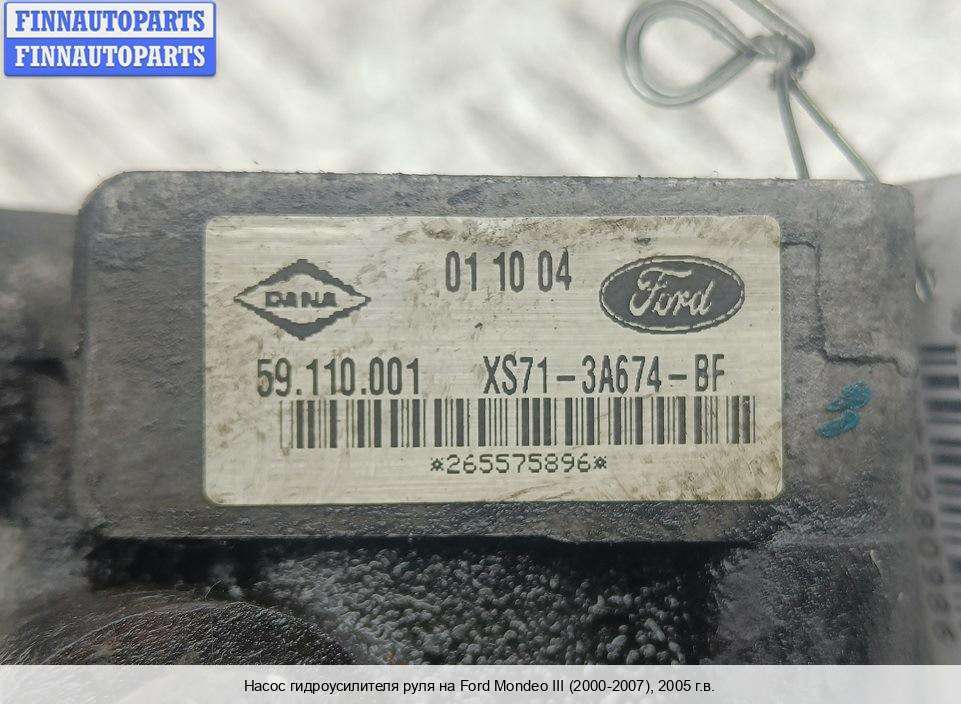 FINNAUTOPARTS
FINNAUTOPARTS
DANA
01 10 04
Ford
59.110.001 XS71-3A674-BF
*265575896*
Насос гидроусилителя руля на Ford Mondeo III (2000-2007), 2005 г.в.